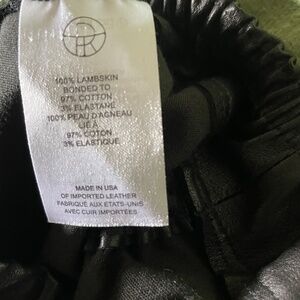 100% LAMBSKIN
BONDED TO
97% COTTON
3% ELASTANE
100% PEAU D'AGNEAU
LIÉ À
97% COTON
3% ELASTIQUE
MADE IN USA
OF IMPORTED LEATHER
FABRIQUÉ AUX ÉTATS-UNIS
AVEC CUIR IMPORTÉES